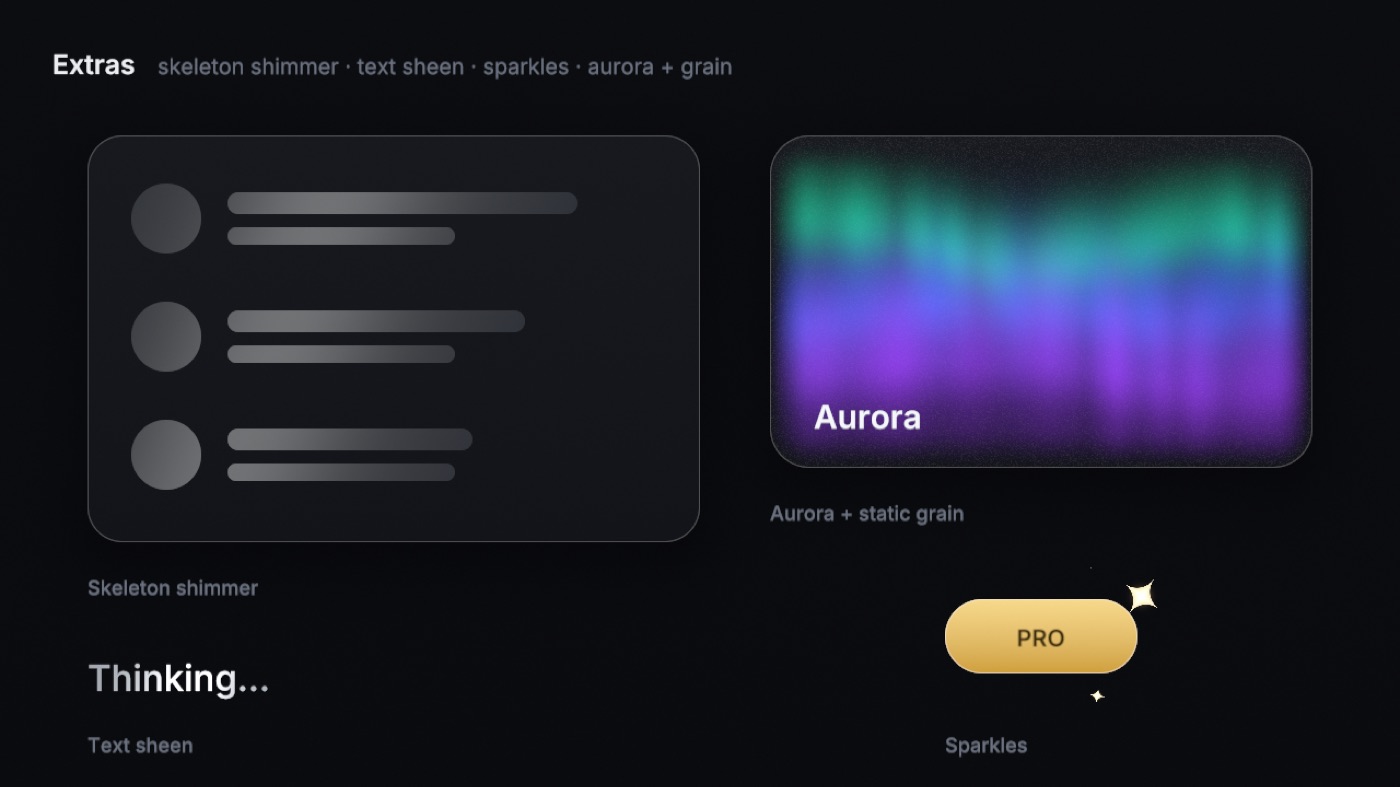 Extras skeleton shimmer · text sheen · sparkles · aurora + grain
Aurora
Aurora + static grain
Skeleton shimmer
PRO
Thinking...
Text sheen
Sparkles